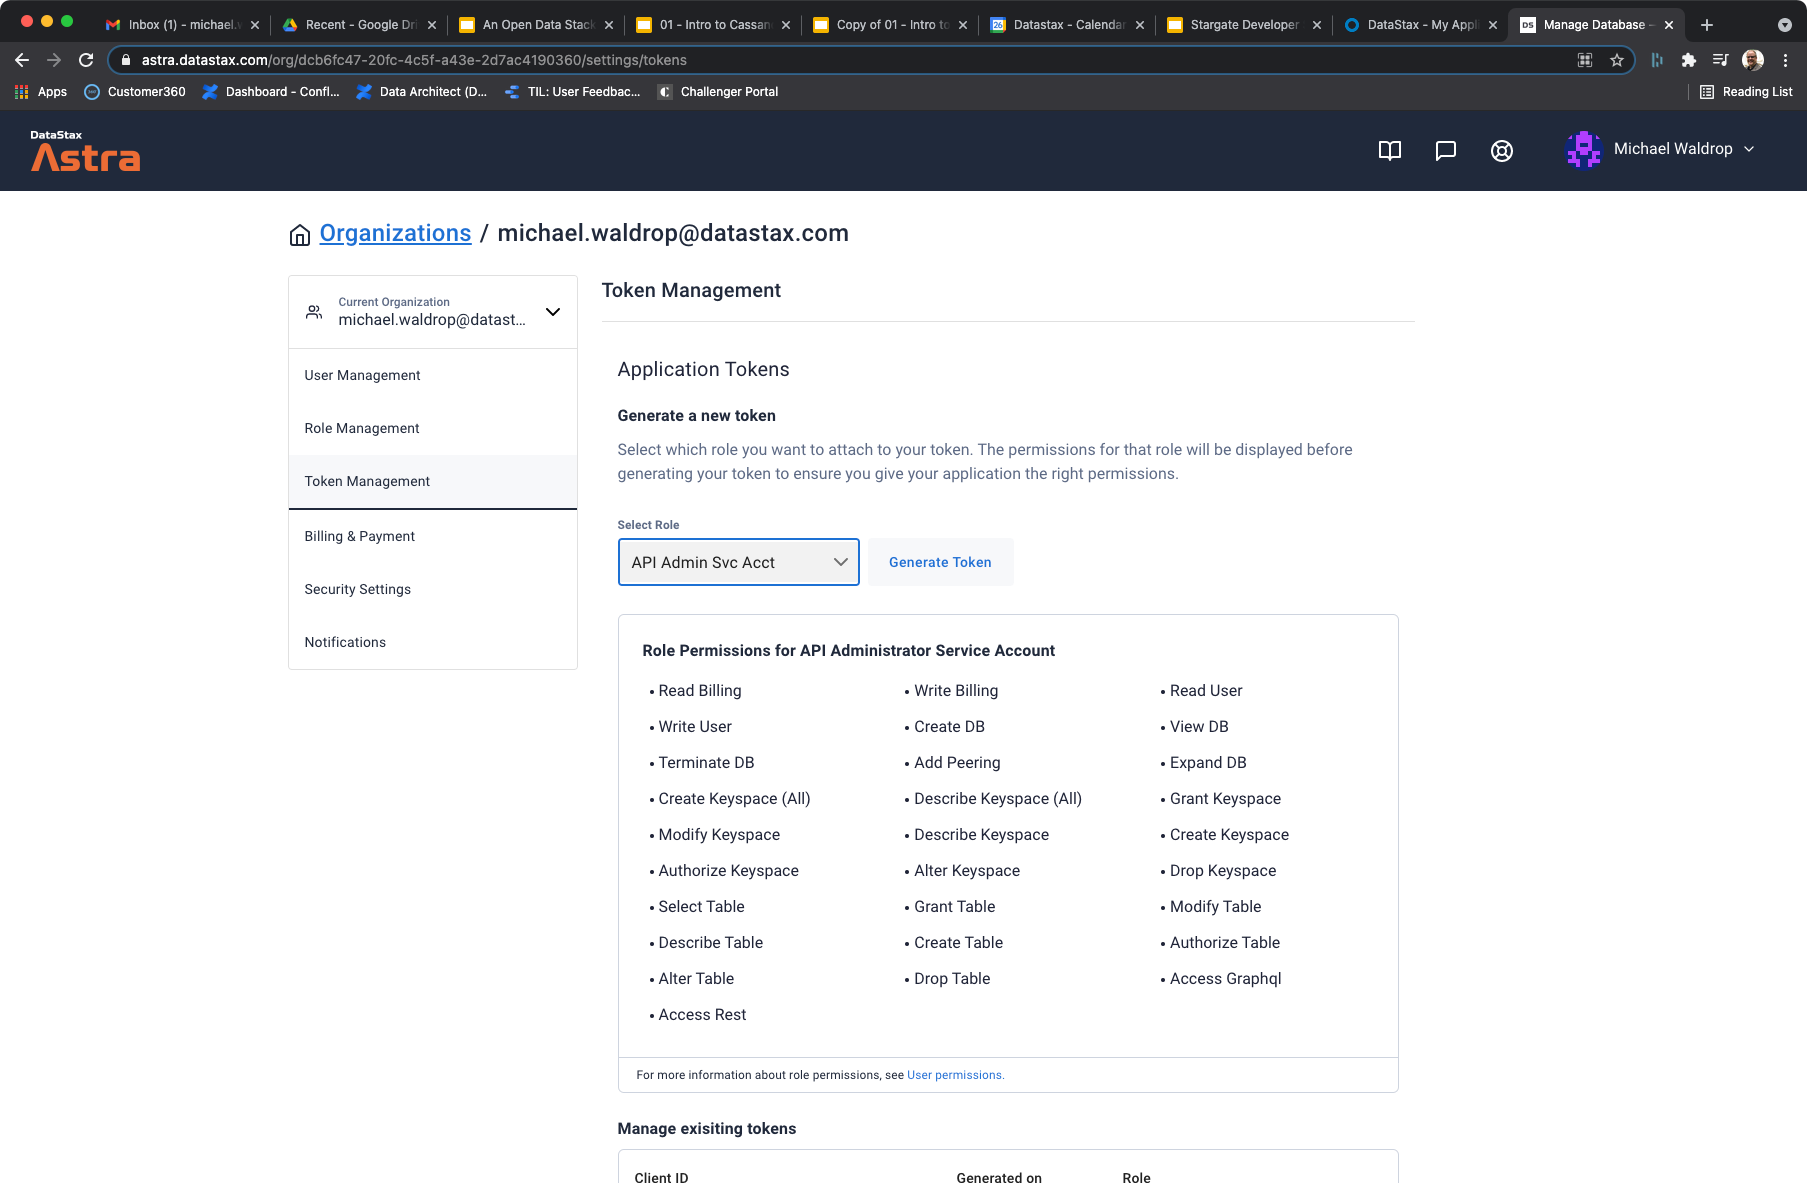 Inbox (1) - michael.w
Recent - Google Dri
An Open Data Stack
01 - Intro to Cassan
Copy of 01 - Intro to
Datastax - Calendar
Stargate Developer
DataStax - My Appli
Manage Database -
astra.datastax.com/org/dcb6fc47-20fc-4c5f-a43e-2d7ac4190360/settings/tokens
Apps
Customer360
Dashboard - Confl...
Data Architect (D...
TIL: User Feedbac...
Challenger Portal
Reading List
DataStax
Astra
Michael Waldrop
Organizations / michael.waldrop@datastax.com
Current Organization
michael.waldrop@datast...
User Management
Role Management
Token Management
Billing & Payment
Security Settings
Notifications
Token Management
Application Tokens
Generate a new token
Select which role you want to attach to your token. The permissions for that role will be displayed before
generating your token to ensure you give your application the right permissions.
Select Role
API Admin Svc Acct
Generate Token
Role Permissions for API Administrator Service Account
• Read Billing • Write Billing • Read User
• Write User • Create DB • View DB
• Terminate DB • Add Peering • Expand DB
• Create Keyspace (All) • Describe Keyspace (All) • Grant Keyspace
• Modify Keyspace • Describe Keyspace • Create Keyspace
• Authorize Keyspace • Alter Keyspace • Drop Keyspace
• Select Table • Grant Table • Modify Table
• Describe Table • Create Table • Authorize Table
• Alter Table • Drop Table • Access Graphql
• Access Rest
For more information about role permissions, see User permissions.
Manage exisiting tokens
Client ID Generated on Role